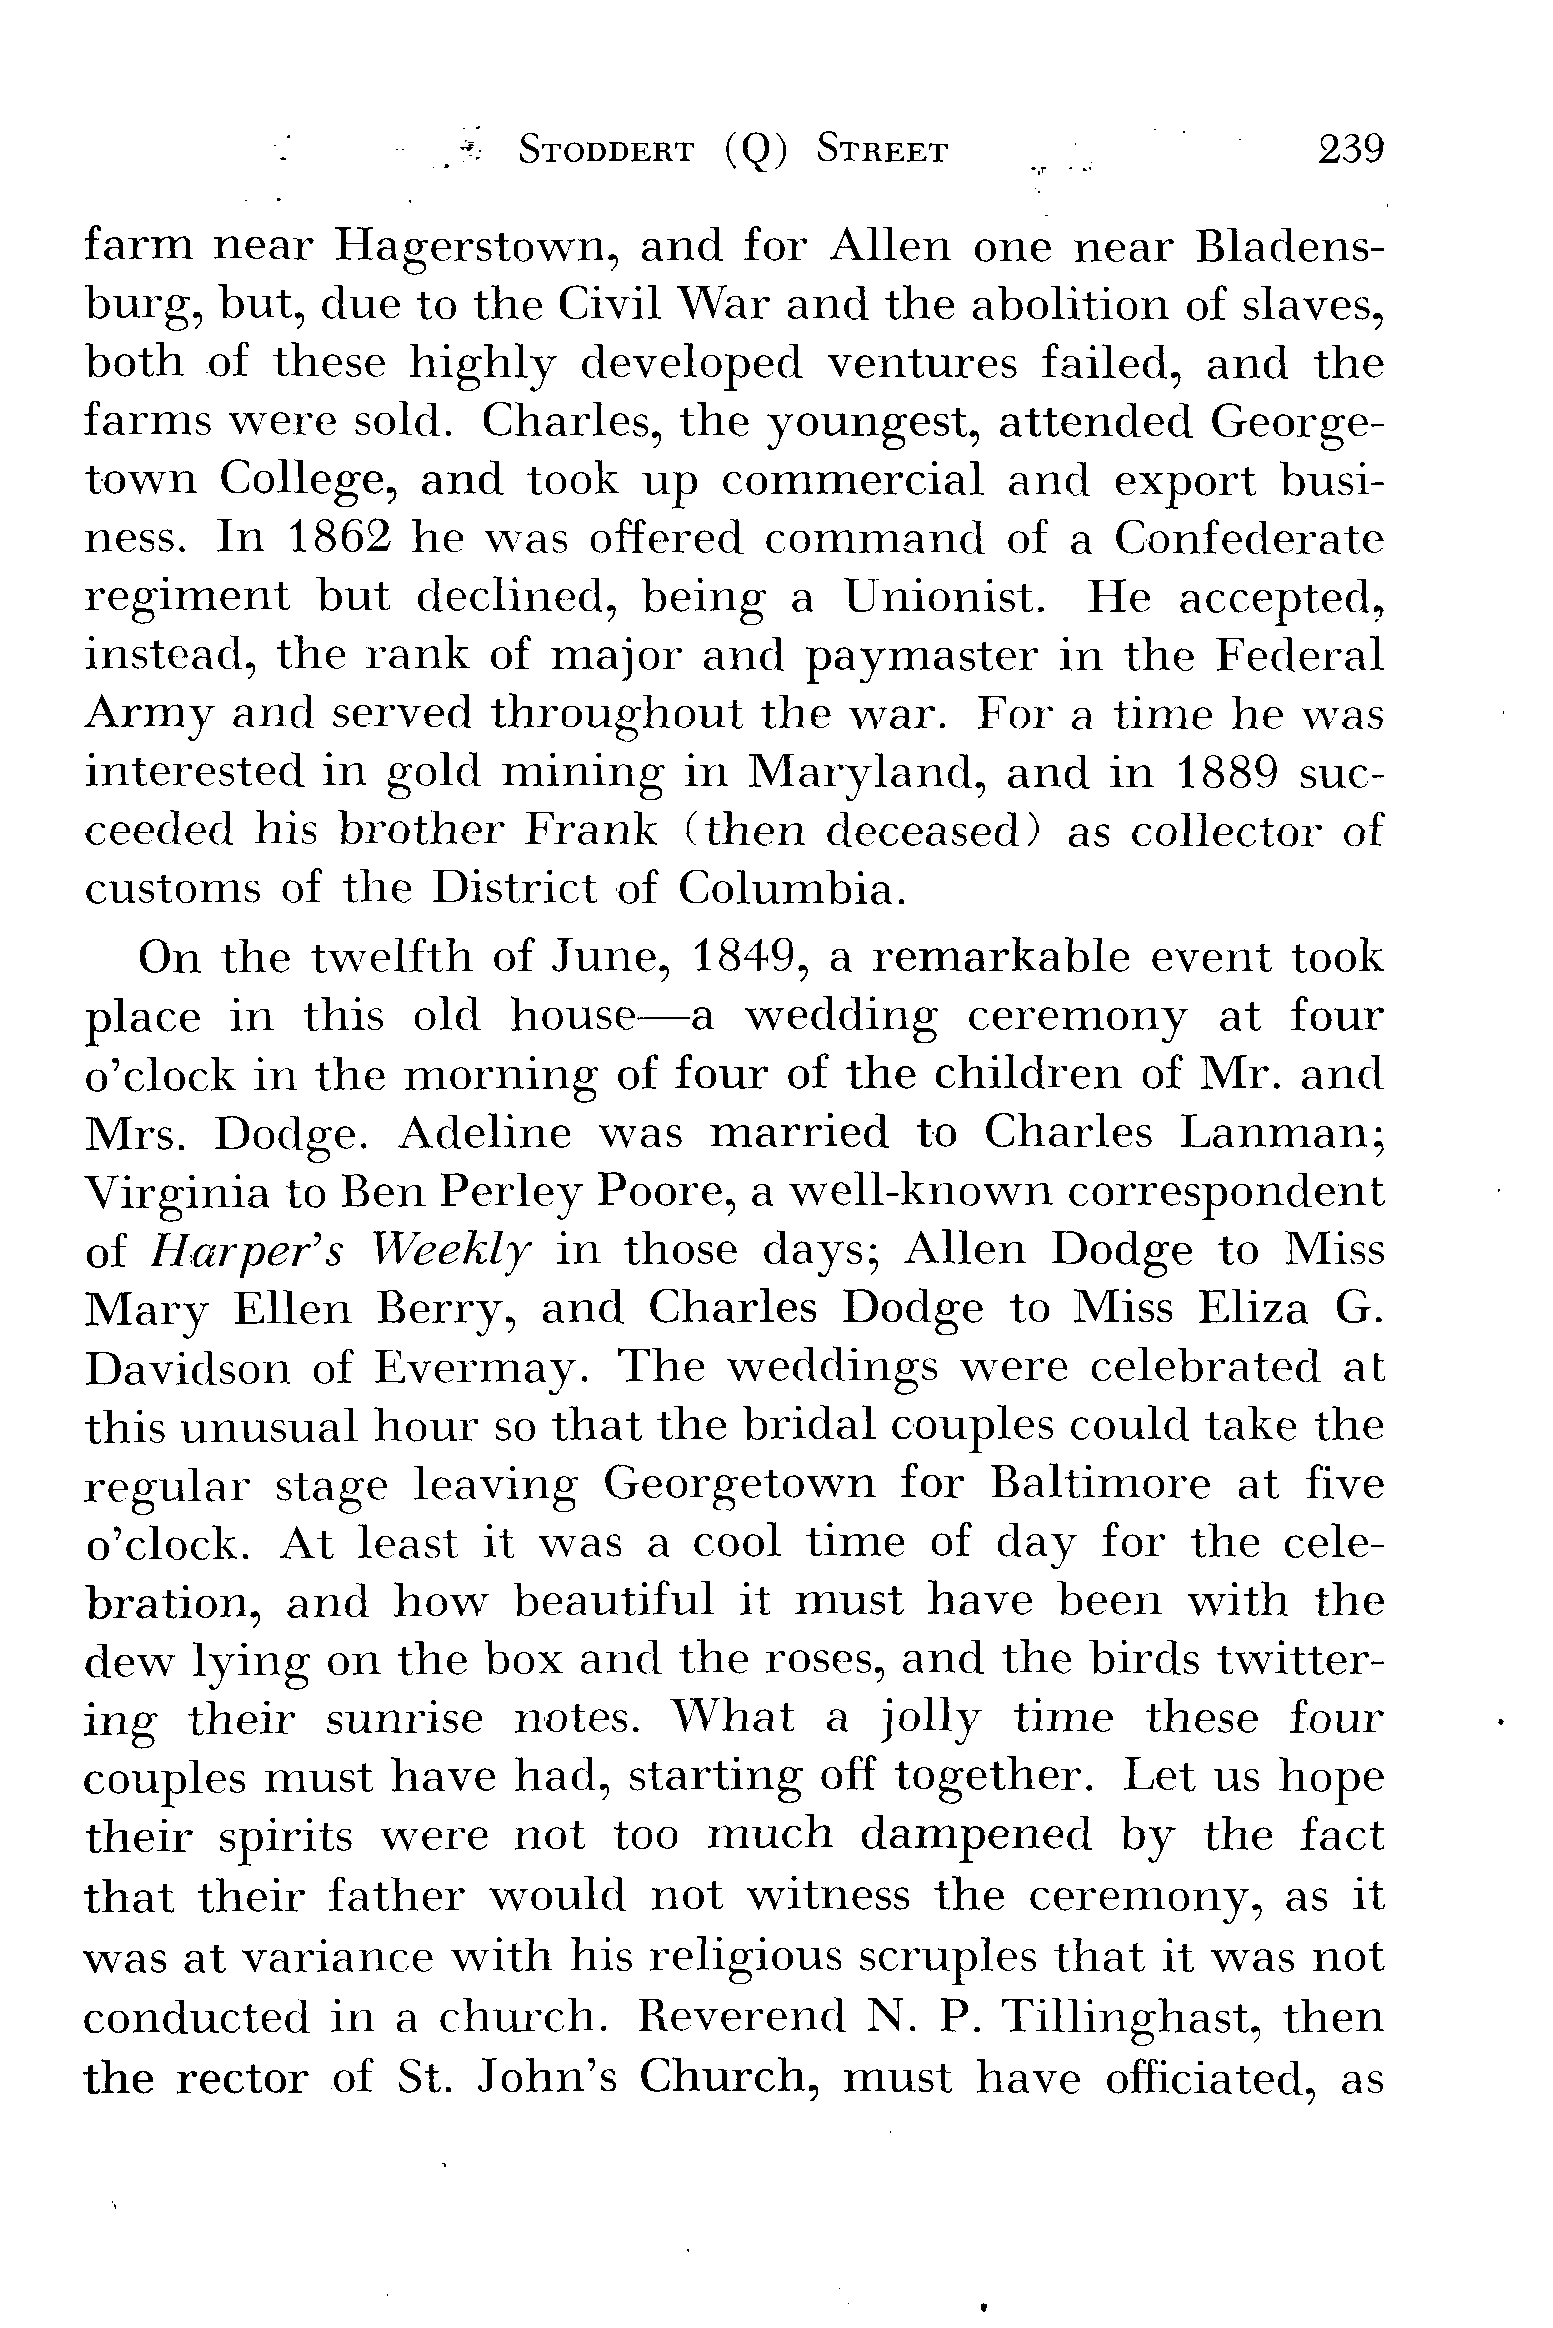 STODDERT (Q) STREET 239
farm near Hagerstown, and for Allen one near Bladens-
burg, but, due to the Civil War and the abolition of slaves,
both of these highly developed ventures failed, and the
farms were sold. Charles, the youngest, attended George-
town College, and took up commercial and export busi-
ness. In 1862 he was offered command of a Confederate
regiment but declined, being a Unionist. He accepted,
instead, the rank of major and paymaster in the Federal
Army and served throughout the war. For a time he was
interested in gold mining in Maryland, and in 1889 suc-
ceeded his brother Frank (then deceased) as collector of
customs of the District of Columbia.
On the twelfth of June, 1849, a remarkable event took
place in this old house—a wedding ceremony at four
o'clock in the morning of four of the children of Mr. and
Mrs. Dodge. Adeline was married to Charles Lanman;
Virginia to Ben Perley Poore, a well-known correspondent
of Harper's Weekly in those days; Allen Dodge to Miss
Mary Ellen Berry, and Charles Dodge to Miss Eliza G.
Davidson of Evermay. The weddings were celebrated at
this unusual hour so that the bridal couples could take the
regular stage leaving Georgetown for Baltimore at five
o'clock. At least it was a cool time of day for the cele-
bration, and how beautiful it must have been with the
dew lying on the box and the roses, and the birds twitter-
ing their sunrise notes. What a jolly time these four
couples must have had, starting off together. Let us hope
their spirits were not too much dampened by the fact
that their father would not witness the ceremony, as it
was at variance with his religious scruples that it was not
conducted in a church. Reverend N. P. Tillinghast, then
the rector of St. John's Church, must have officiated, as